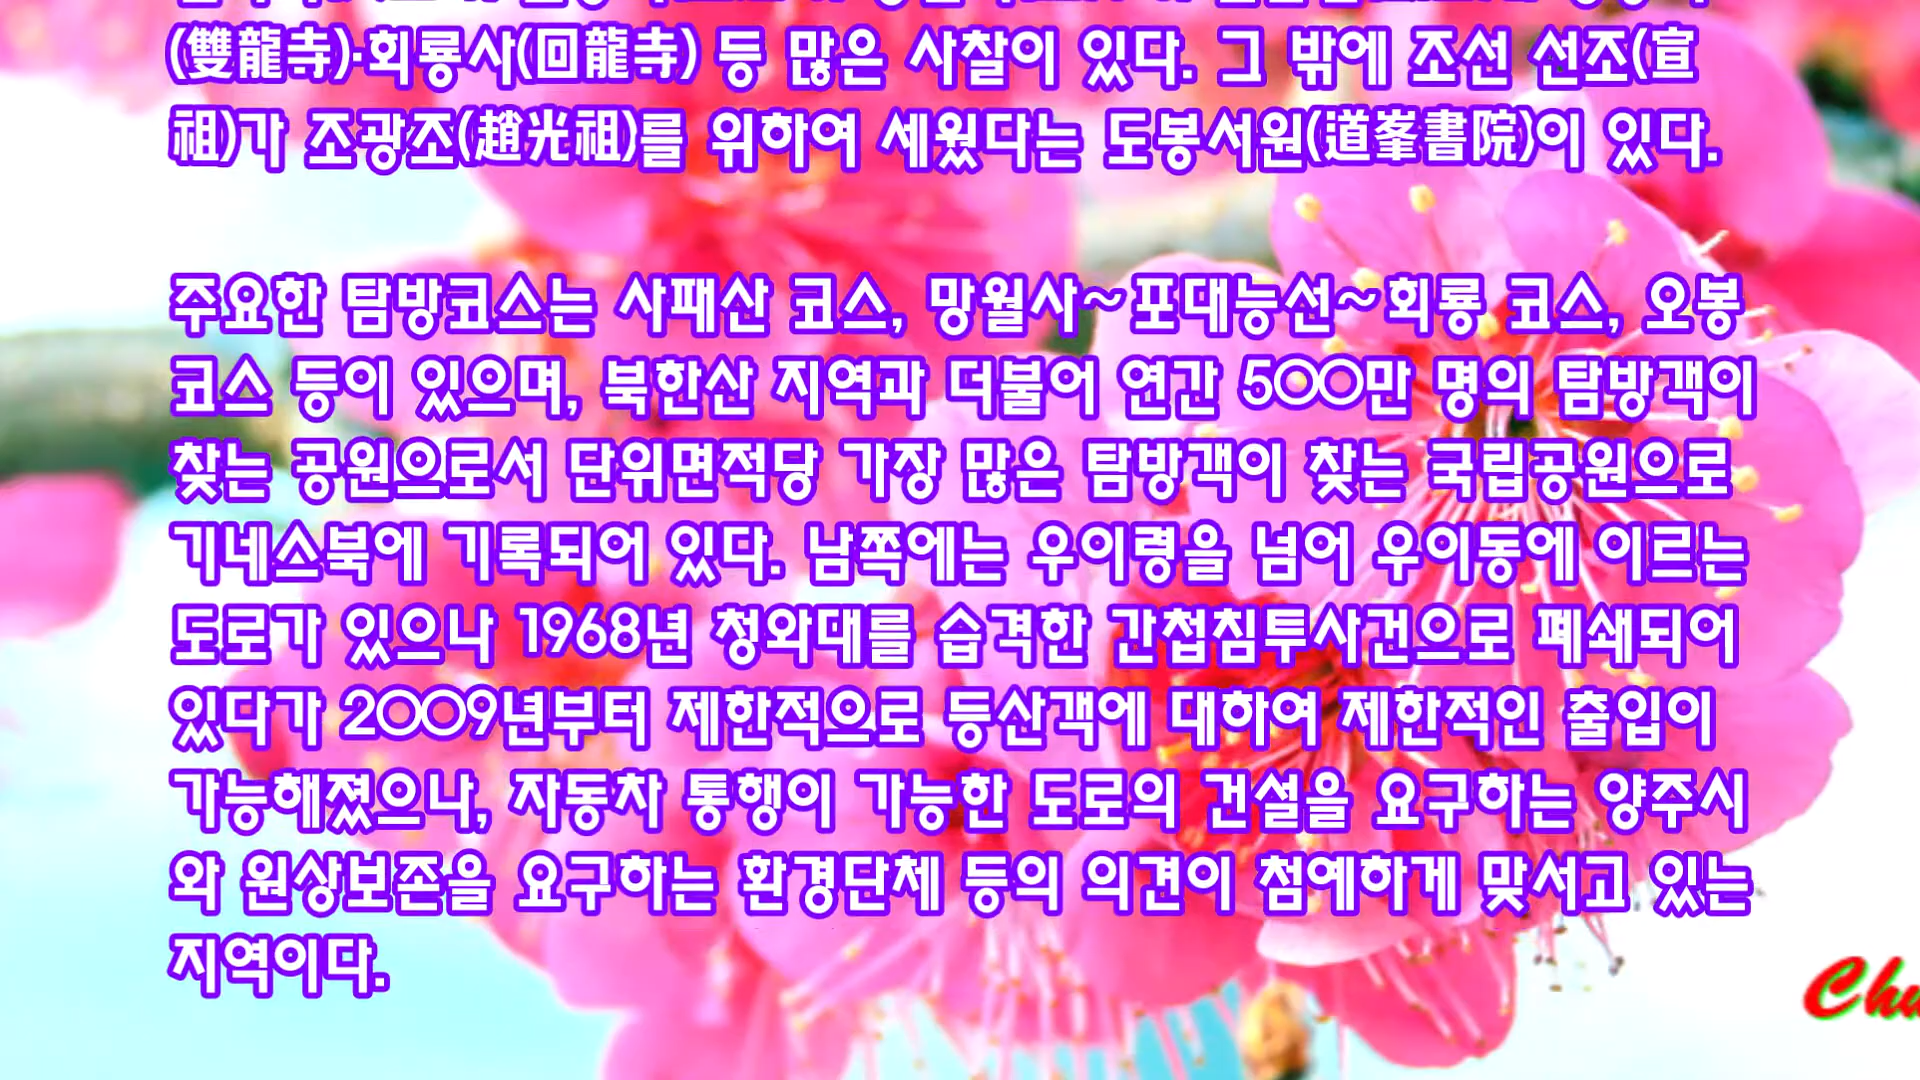 (雙龍寺)·회룡사(回龍寺) 등 많은 사찰이 있다. 그 밖에 조선 선조(宣
祖)가 조광조(趙光祖)를 위하여 세웠다는 도봉서원(道峯書院)이 있다.
주요한 탐방코스는 사패산 코스, 망월사~포대능선~회룡 코스, 오봉
코스 등이 있으며, 북한산 지역과 더불어 연간 500만 명의 탐방객이
찾는 공원으로서 단위면적당 가장 많은 탐방객이 찾는 국립공원으로
기네스북에 기록되어 있다. 남쪽에는 우이령을 넘어 우이동에 이르는
도로가 있으나 1968년 청와대를 습격한 간첩침투사건으로 폐쇄되어
있다가 2009년부터 제한적으로 등산객에 대하여 제한적인 출입이
가능해졌으나, 자동차 통행이 가능한 도로의 건설을 요구하는 양주시
와 원상보존을 요구하는 환경단체 등의 의견이 첨예하게 맞서고 있는
지역이다.